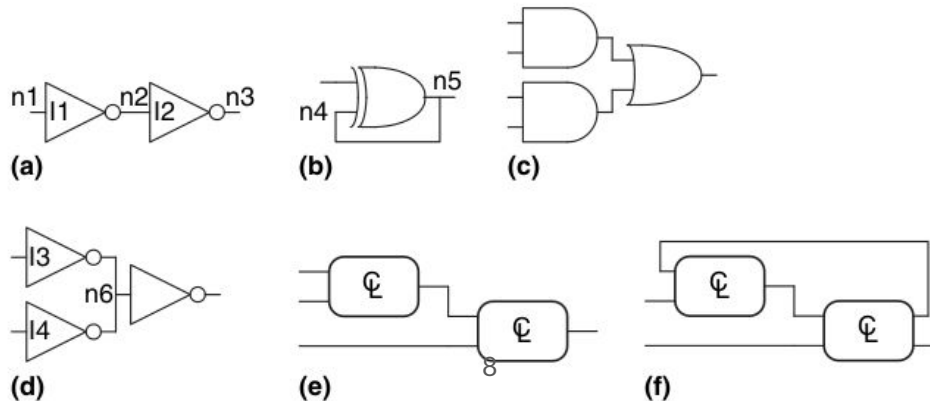 n1 I1 n2 I2 n3
n4 n5
(a) (b) (c)
I3
n6
I4
CL CL
CL CL
8
(d) (e) (f)